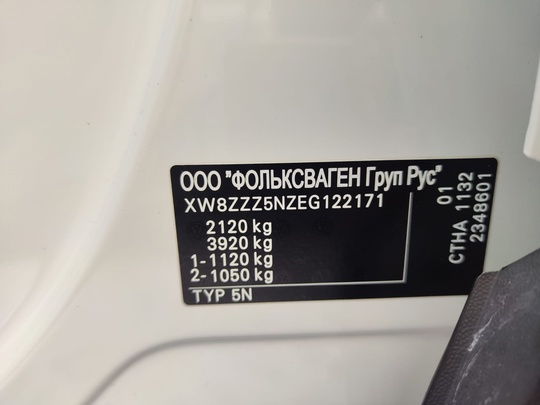 ООО "ФОЛЬКСВАГЕН Груп Рус"
XW8ZZZ5NZEG122171
2120 kg
3920 kg
1-1120 kg
2-1050 kg
TYP 5N
01
CTHA 1132
2348601